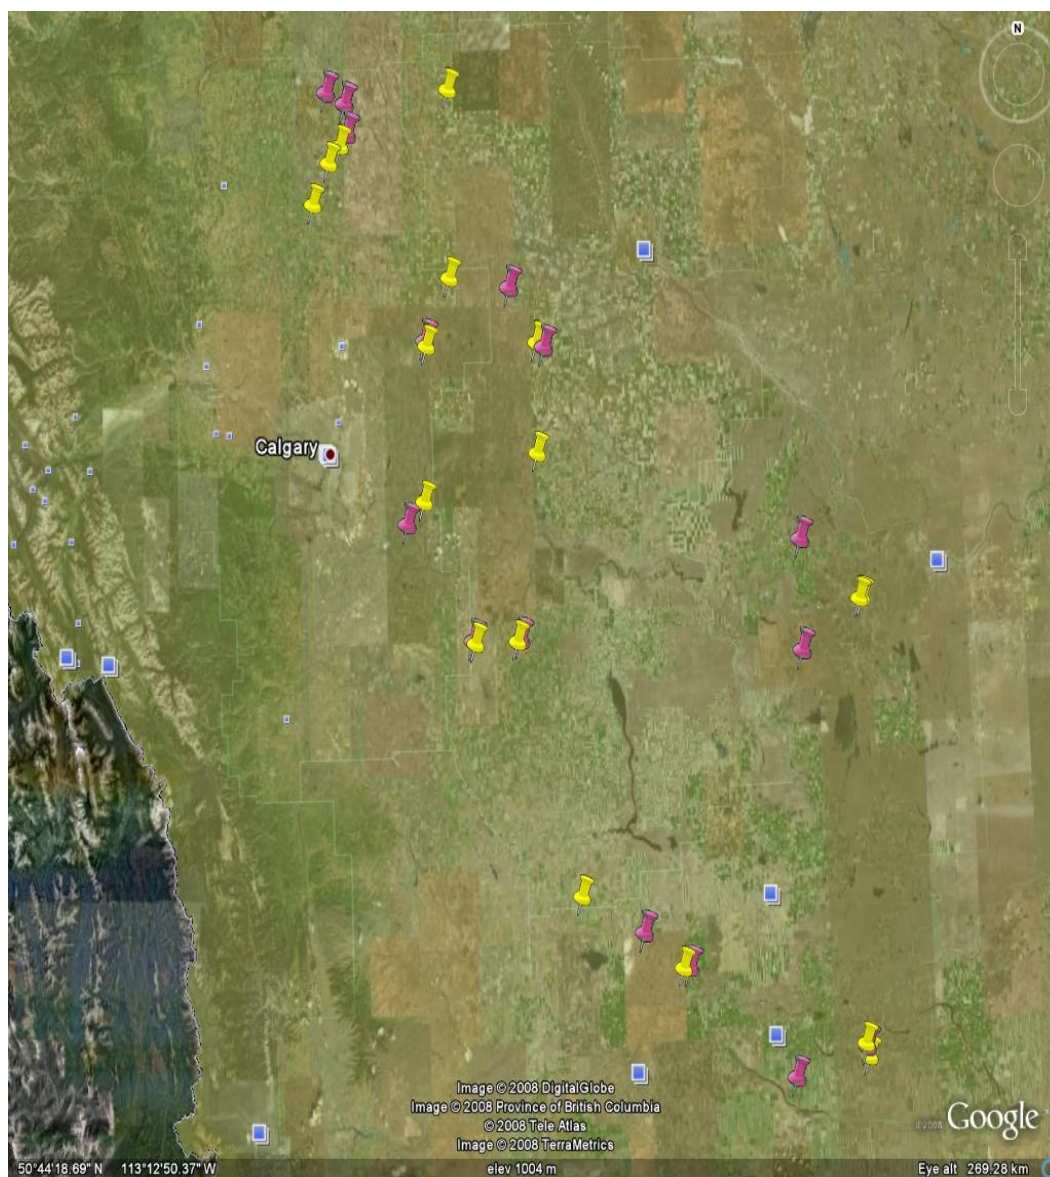 N
Calgary
Image © 2008 DigitalGlobe
Image © 2008 Province of British Columbia
© 2008 Tele Atlas
Image © 2008 TerraMetrics
©2008 Google
50°44'18.69" N 113°12'50.37" W elev 1004 m Eye alt 269.28 km